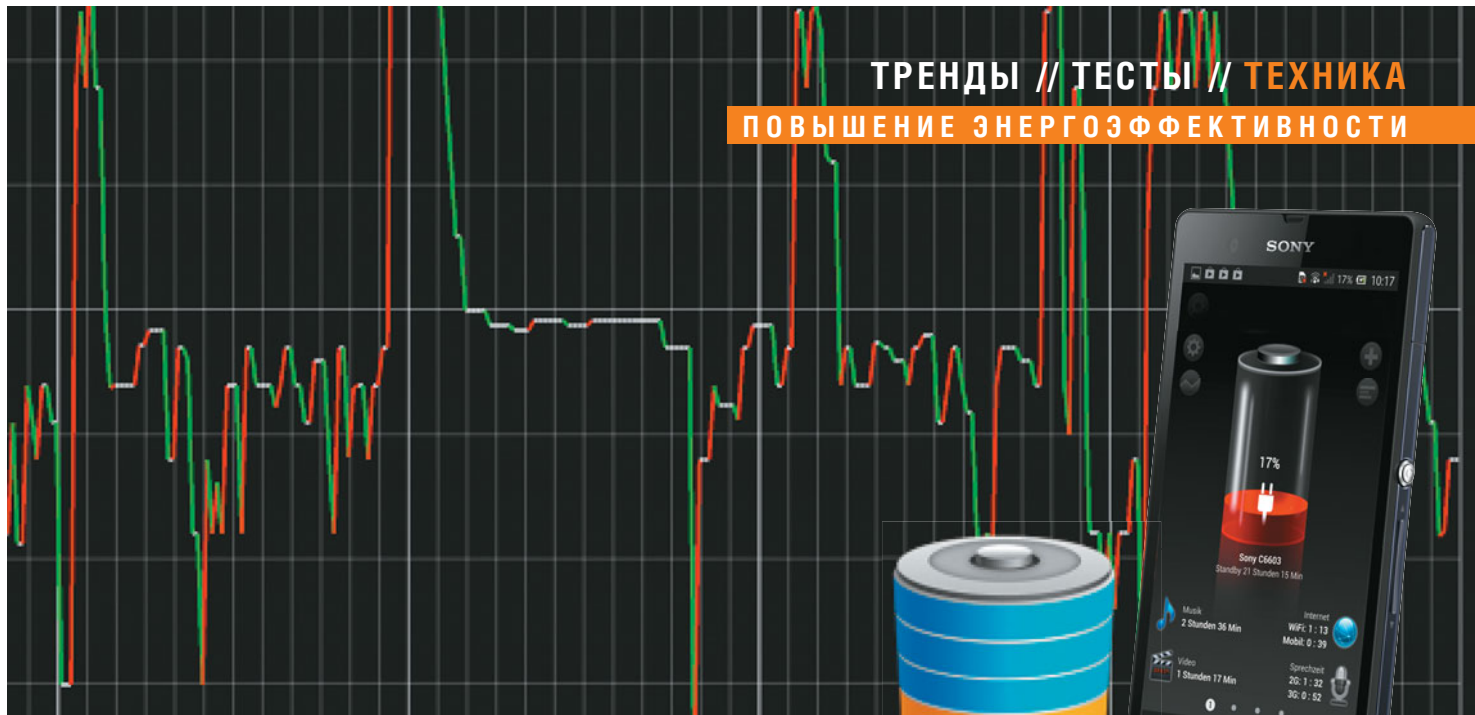 ТРЕНДЫ // ТЕСТЫ // ТЕХНИКА
ПОВЫШЕНИЕ ЭНЕРГОЭФФЕКТИВНОСТИ
SONY
17% 10:17
17%
Sony C6603
Standby 21 Stunden 15 Min
Musik
2 Stunden 36 Min
Internet
WiFi: 1 : 13
Mobil: 0 : 39
Video
1 Stunden 17 Min
Sprechzeit
2G: 1 : 32
3G: 0 : 52